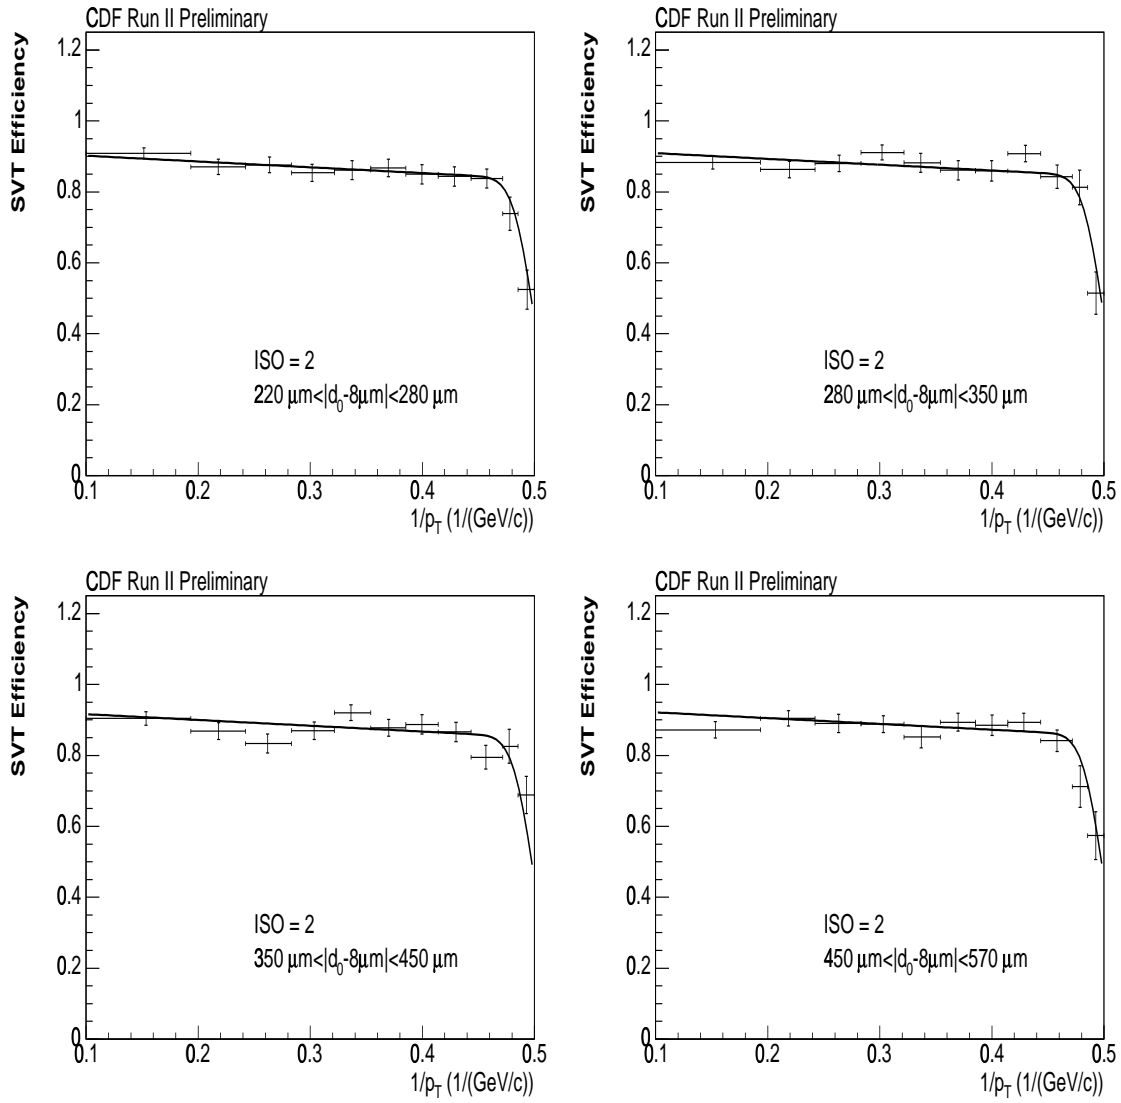 CDF Run II Preliminary
SVT Efficiency
1.2
1
0.8
0.6
0.4
0.2
0
ISO = 2
220 μm<|d₀-8μm|<280 μm
0.1 0.2 0.3 0.4 0.5
1/p_T (1/(GeV/c))
CDF Run II Preliminary
SVT Efficiency
1.2
1
0.8
0.6
0.4
0.2
0
ISO = 2
280 μm<|d₀-8μm|<350 μm
0.1 0.2 0.3 0.4 0.5
1/p_T (1/(GeV/c))
CDF Run II Preliminary
SVT Efficiency
1.2
1
0.8
0.6
0.4
0.2
0
ISO = 2
350 μm<|d₀-8μm|<450 μm
0.1 0.2 0.3 0.4 0.5
1/p_T (1/(GeV/c))
CDF Run II Preliminary
SVT Efficiency
1.2
1
0.8
0.6
0.4
0.2
0
ISO = 2
450 μm<|d₀-8μm|<570 μm
0.1 0.2 0.3 0.4 0.5
1/p_T (1/(GeV/c))